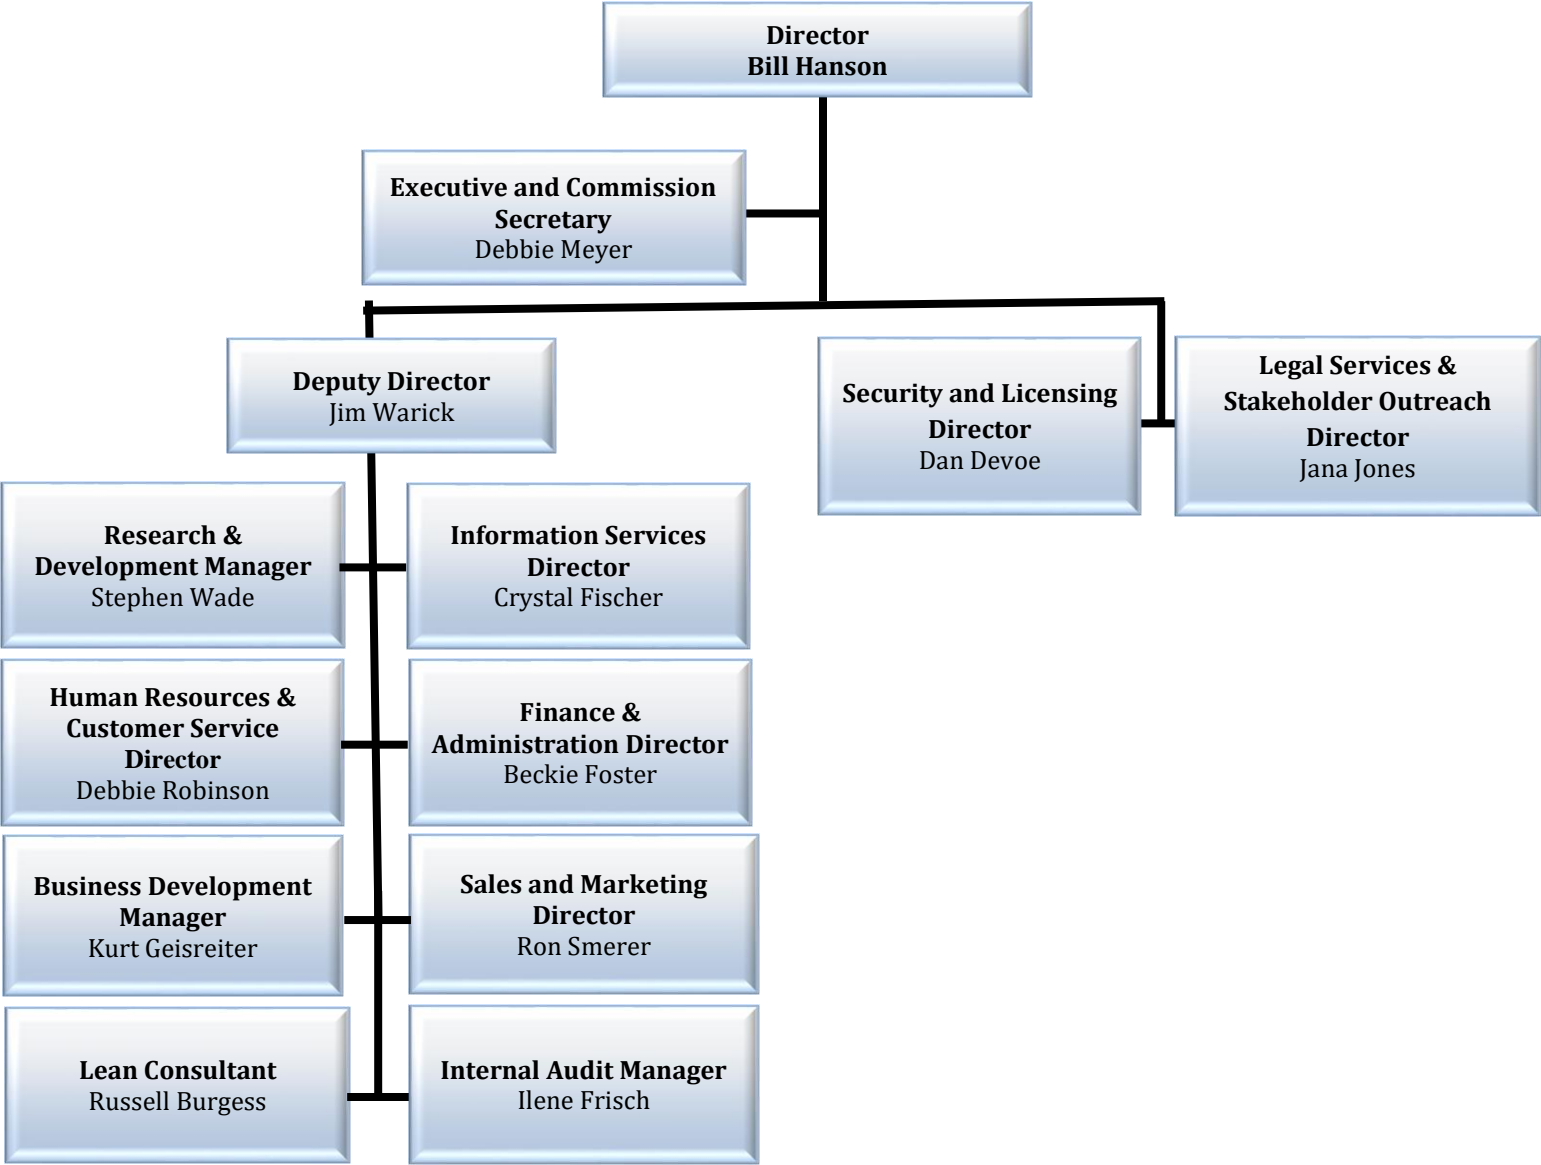 Director
Bill Hanson
Executive and Commission
Secretary
Debbie Meyer
Deputy Director
Jim Warick
Security and Licensing
Director
Dan Devoe
Legal Services &
Stakeholder Outreach
Director
Jana Jones
Research &
Development Manager
Stephen Wade
Information Services
Director
Crystal Fischer
Human Resources &
Customer Service
Director
Debbie Robinson
Finance &
Administration Director
Beckie Foster
Business Development
Manager
Kurt Geisreiter
Sales and Marketing
Director
Ron Smerer
Lean Consultant
Russell Burgess
Internal Audit Manager
Ilene Frisch